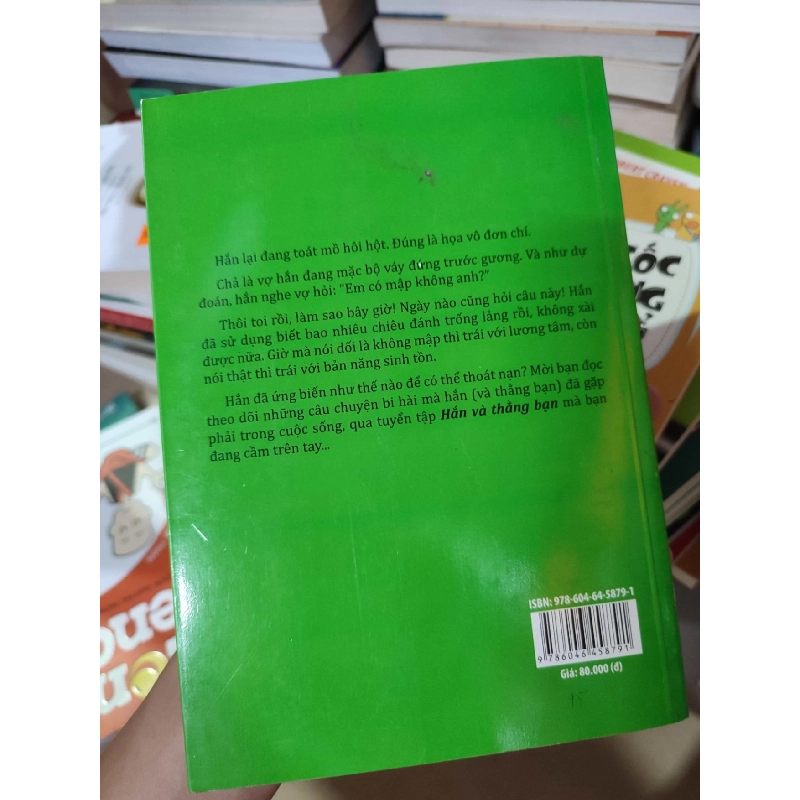 Hắn lại đang toát mồ hôi hột. Đúng là họa vô đơn chí.
Chả là vợ hắn đang mặc bộ váy đứng trước gương. Và như dự
đoán, hắn nghe vợ hỏi: "Em có mập không anh?"
Thôi toi rồi, làm sao bây giờ! Ngày nào cũng hỏi câu này! Hắn
đã sử dụng biết bao nhiêu chiêu đánh trống lảng rồi, không xài
được nữa. Giờ mà nói dối là không mập thì trái với lương tâm, còn
nói thật thì trái với bản năng sinh tồn.
Hắn đã ứng biến như thế nào để có thể thoát nạn? Mời bạn đọc
theo dõi những câu chuyện bi hài mà hắn (và thằng bạn) đã gặp
phải trong cuộc sống, qua tuyển tập Hắn và thằng bạn mà bạn
đang cầm trên tay...
ISBN: 978-604-64-5879-1
9 786046 458791
Giá: 80.000 (đ)
ỐC